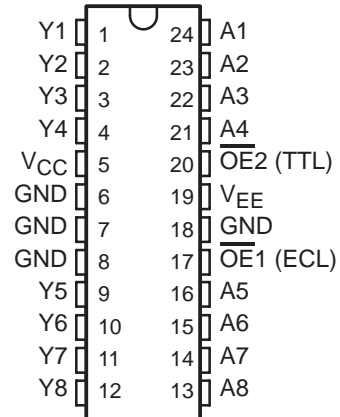 Y1 1 24 A1
Y2 2 23 A2
Y3 3 22 A3
Y4 4 21 A4
VCC 5 20 O̅E̅2 (TTL)
GND 6 19 VEE
GND 7 18 GND
GND 8 17 O̅E̅1 (ECL)
Y5 9 16 A5
Y6 10 15 A6
Y7 11 14 A7
Y8 12 13 A8